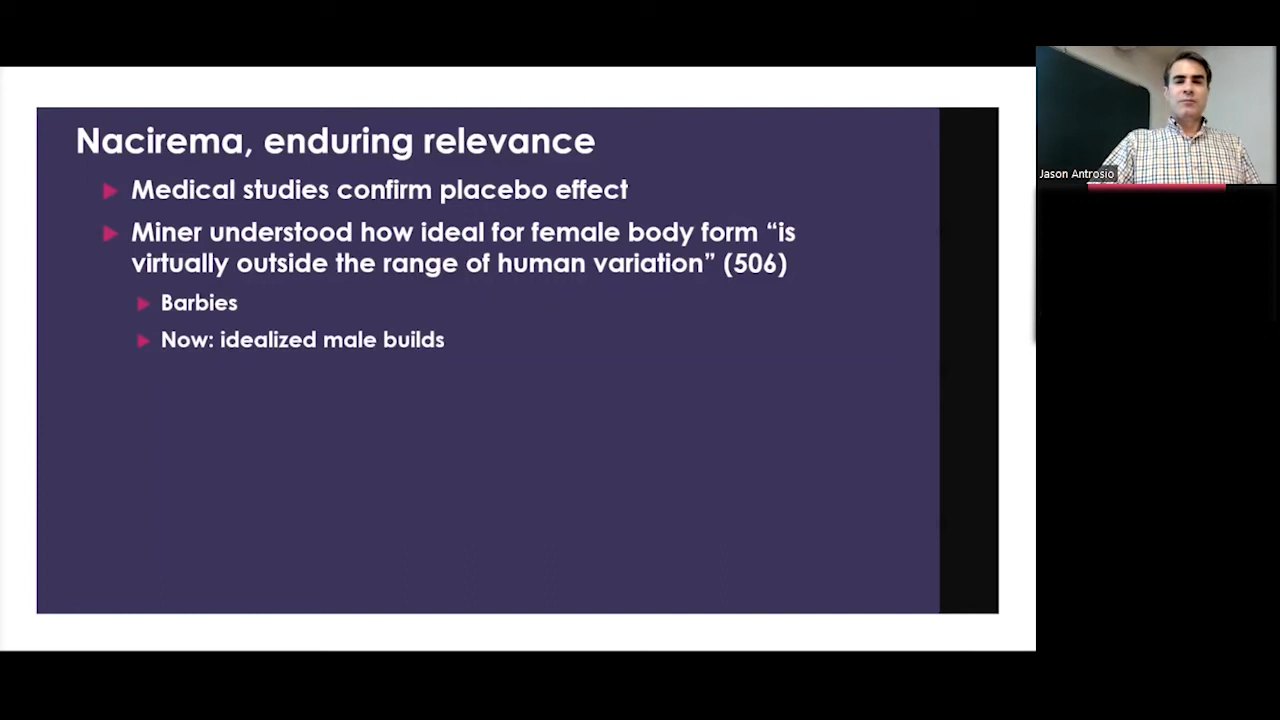 Nacirema, enduring relevance
Medical studies confirm placebo effect
Miner understood how ideal for female body form “is
virtually outside the range of human variation” (506)
Barbies
Now: idealized male builds
Jason Antrosio